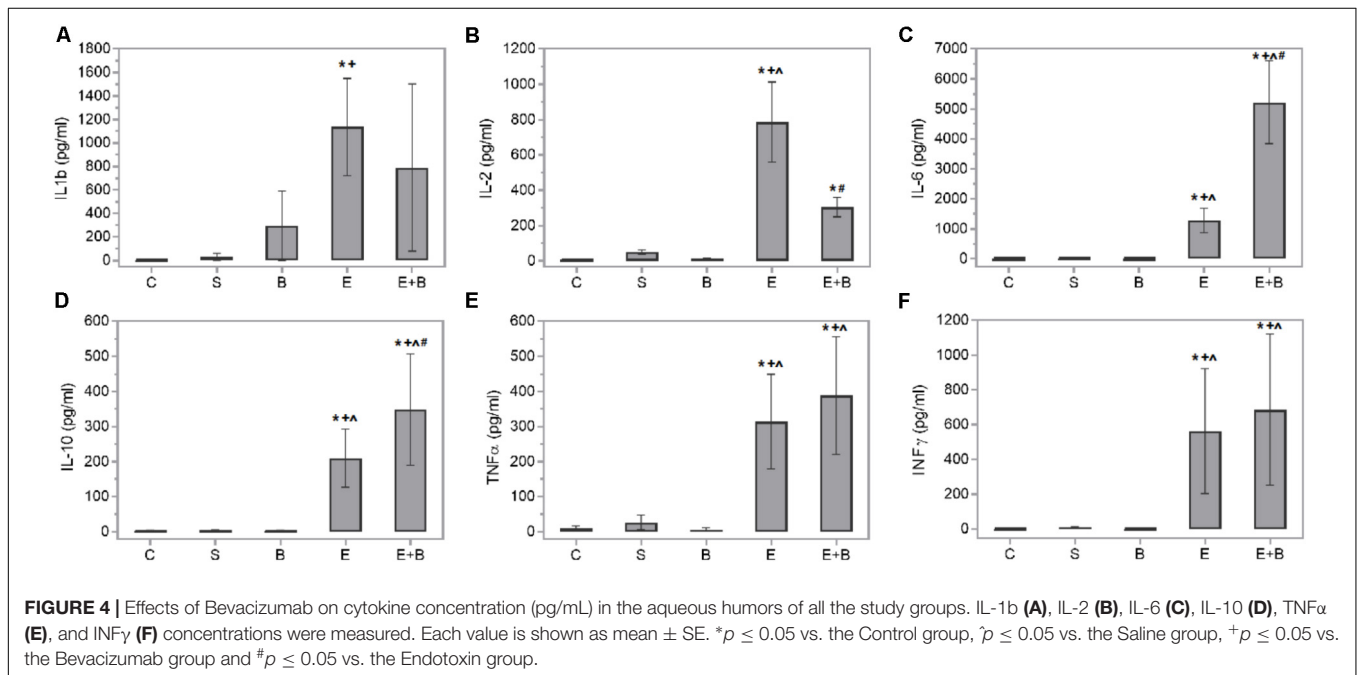 A
IL1b (pg/ml)
1800
1600
1400
1200
1000
800
600
400
200
0
*+
C S B E E+B
B
IL-2 (pg/ml)
1200
1000
800
600
400
200
0
*+^
*#
C S B E E+B
C
IL-6 (pg/ml)
7000
6000
5000
4000
3000
2000
1000
0
*+^
*+^#
C S B E E+B
D
IL-10 (pg/ml)
600
500
400
300
200
100
0
*+^
*+^#
C S B E E+B
E
TNFα (pg/ml)
600
500
400
300
200
100
0
*+^
*+^
C S B E E+B
F
INFγ (pg/ml)
1200
1000
800
600
400
200
0
*+^
*+^
C S B E E+B
FIGURE 4 | Effects of Bevacizumab on cytokine concentration (pg/mL) in the aqueous humors of all the study groups. IL-1b (A), IL-2 (B), IL-6 (C), IL-10 (D), TNFα
(E), and INFγ (F) concentrations were measured. Each value is shown as mean ± SE. *p ≤ 0.05 vs. the Control group, ^p ≤ 0.05 vs. the Saline group, +p ≤ 0.05 vs.
the Bevacizumab group and #p ≤ 0.05 vs. the Endotoxin group.